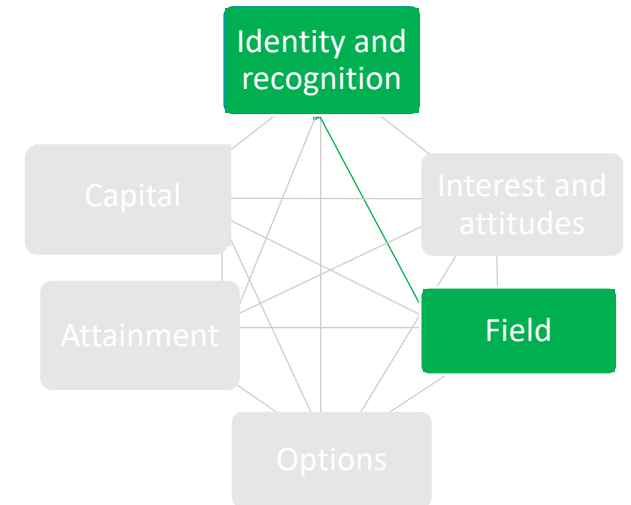 Identity and
recognition
Capital
Interest and
attitudes
Attainment
Field
Options